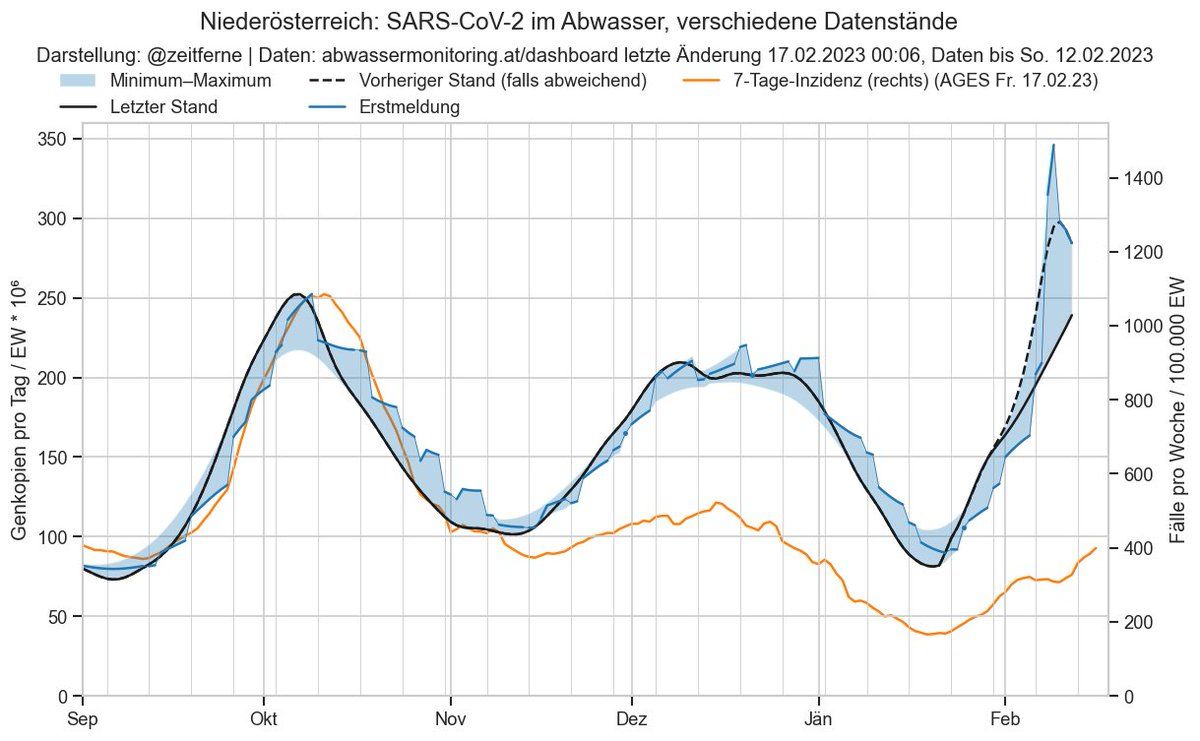 Niederösterreich: SARS-CoV-2 im Abwasser, verschiedene Datenstände
Darstellung: @zeitferne | Daten: abwassermonitoring.at/dashboard letzte Änderung 17.02.2023 00:06, Daten bis So. 12.02.2023
Minimum–Maximum
Vorheriger Stand (falls abweichend)
7-Tage-Inzidenz (rechts) (AGES Fr. 17.02.23)
Letzter Stand
Erstmeldung
Genkopien pro Tag / EW * 10⁶
350
300
250
200
150
100
50
0
Sep
Okt
Nov
Dez
Jän
Feb
1400
1200
1000
800
600
400
200
0
Fälle pro Woche / 100.000 EW